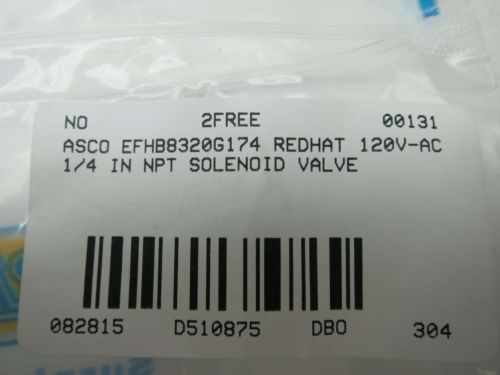 NO 2FREE 00131
ASCO EFHB8320G174 REDHAT 120V-AC
1/4 IN NPT SOLENOID VALVE
082815 D510875 DBO 304